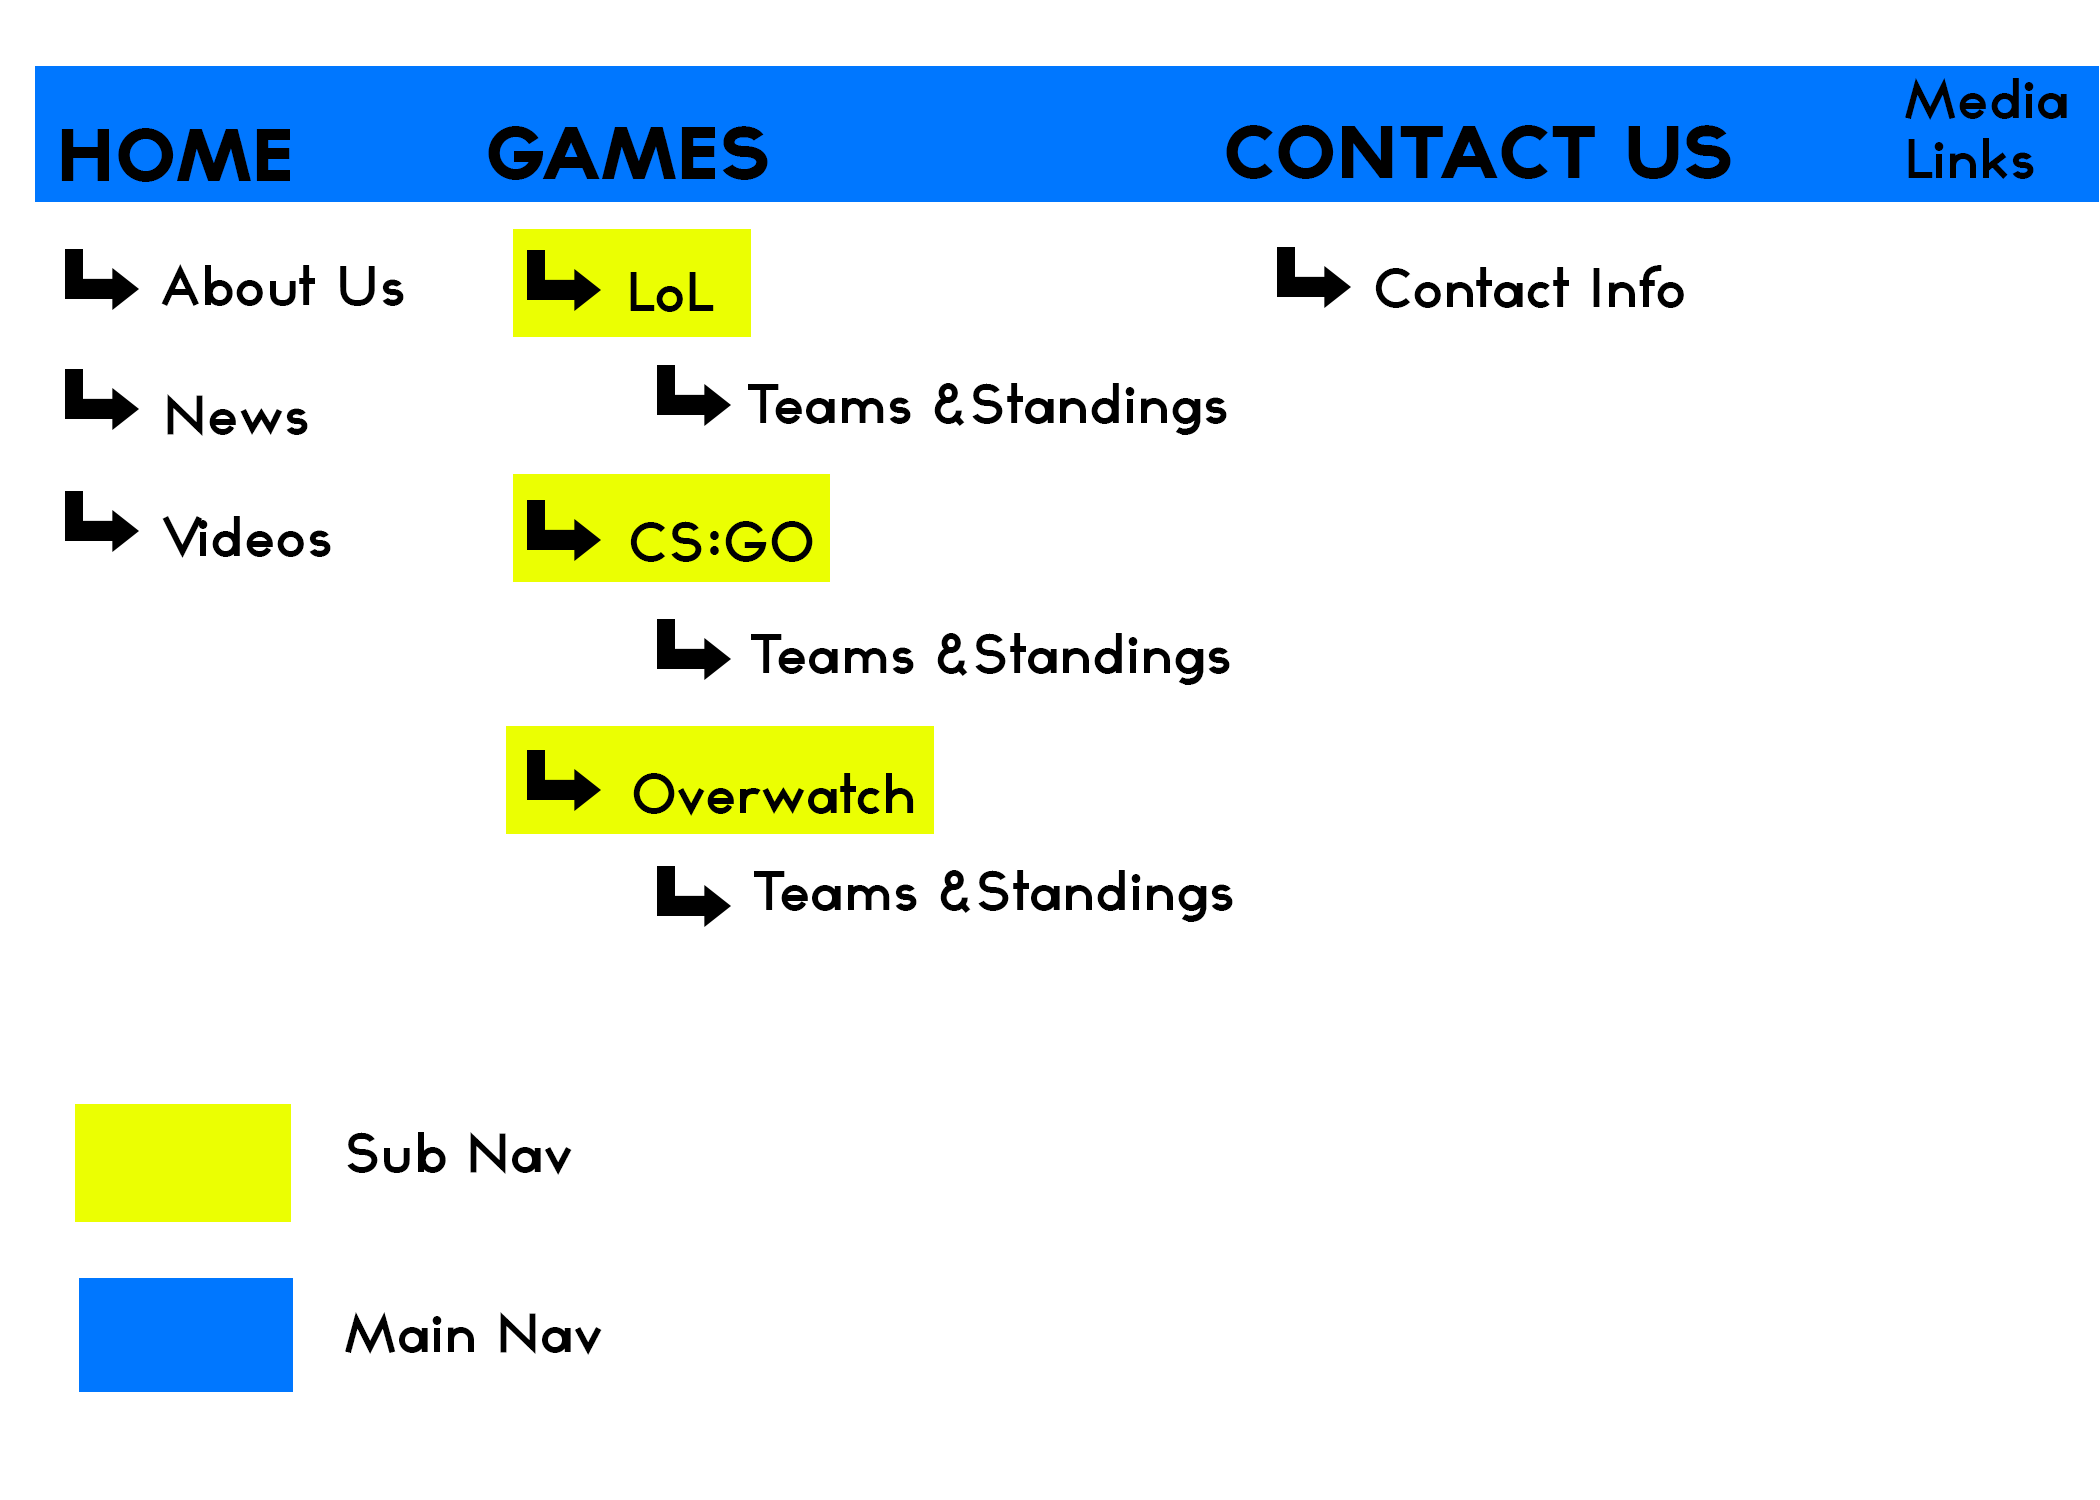 HOME GAMES CONTACT US Media
Links
About Us LoL Contact Info
Teams &Standings
News
CS:GO
Videos
Teams &Standings
Overwatch
Teams &Standings
Sub Nav
Main Nav